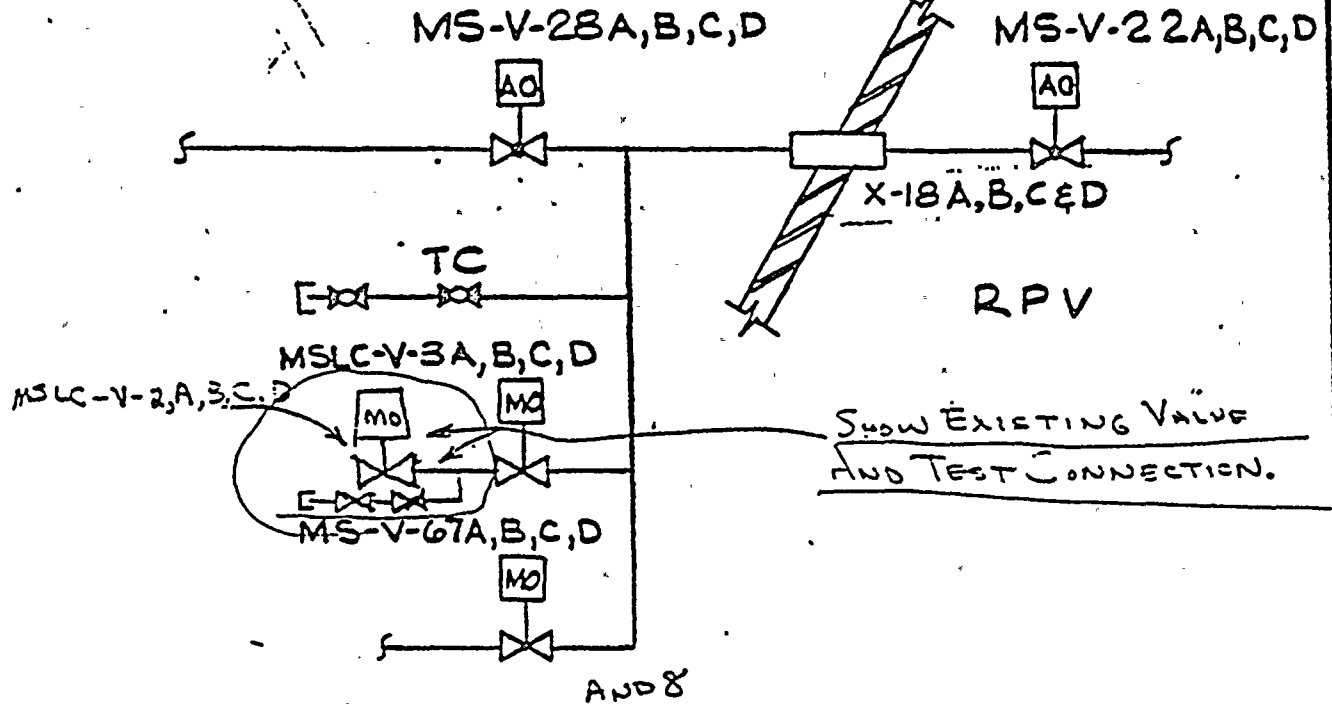 MS-V-28A,B,C,D
MS-V-22A,B,C,D
AO
AO
X-18A,B,C&D
TC
RPV
MSLC-V-3A,B,C,D
MSLC-V-2,A,B.C.D
MO
MO
SHOW EXISTING VALVE
AND TEST CONNECTION.
MS-V-67A,B,C,D
MO
AND 8